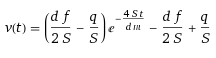 v(t) = (d f / 2 S − q / S) e^(−4 S t / d m) − d f / 2 S + q / S